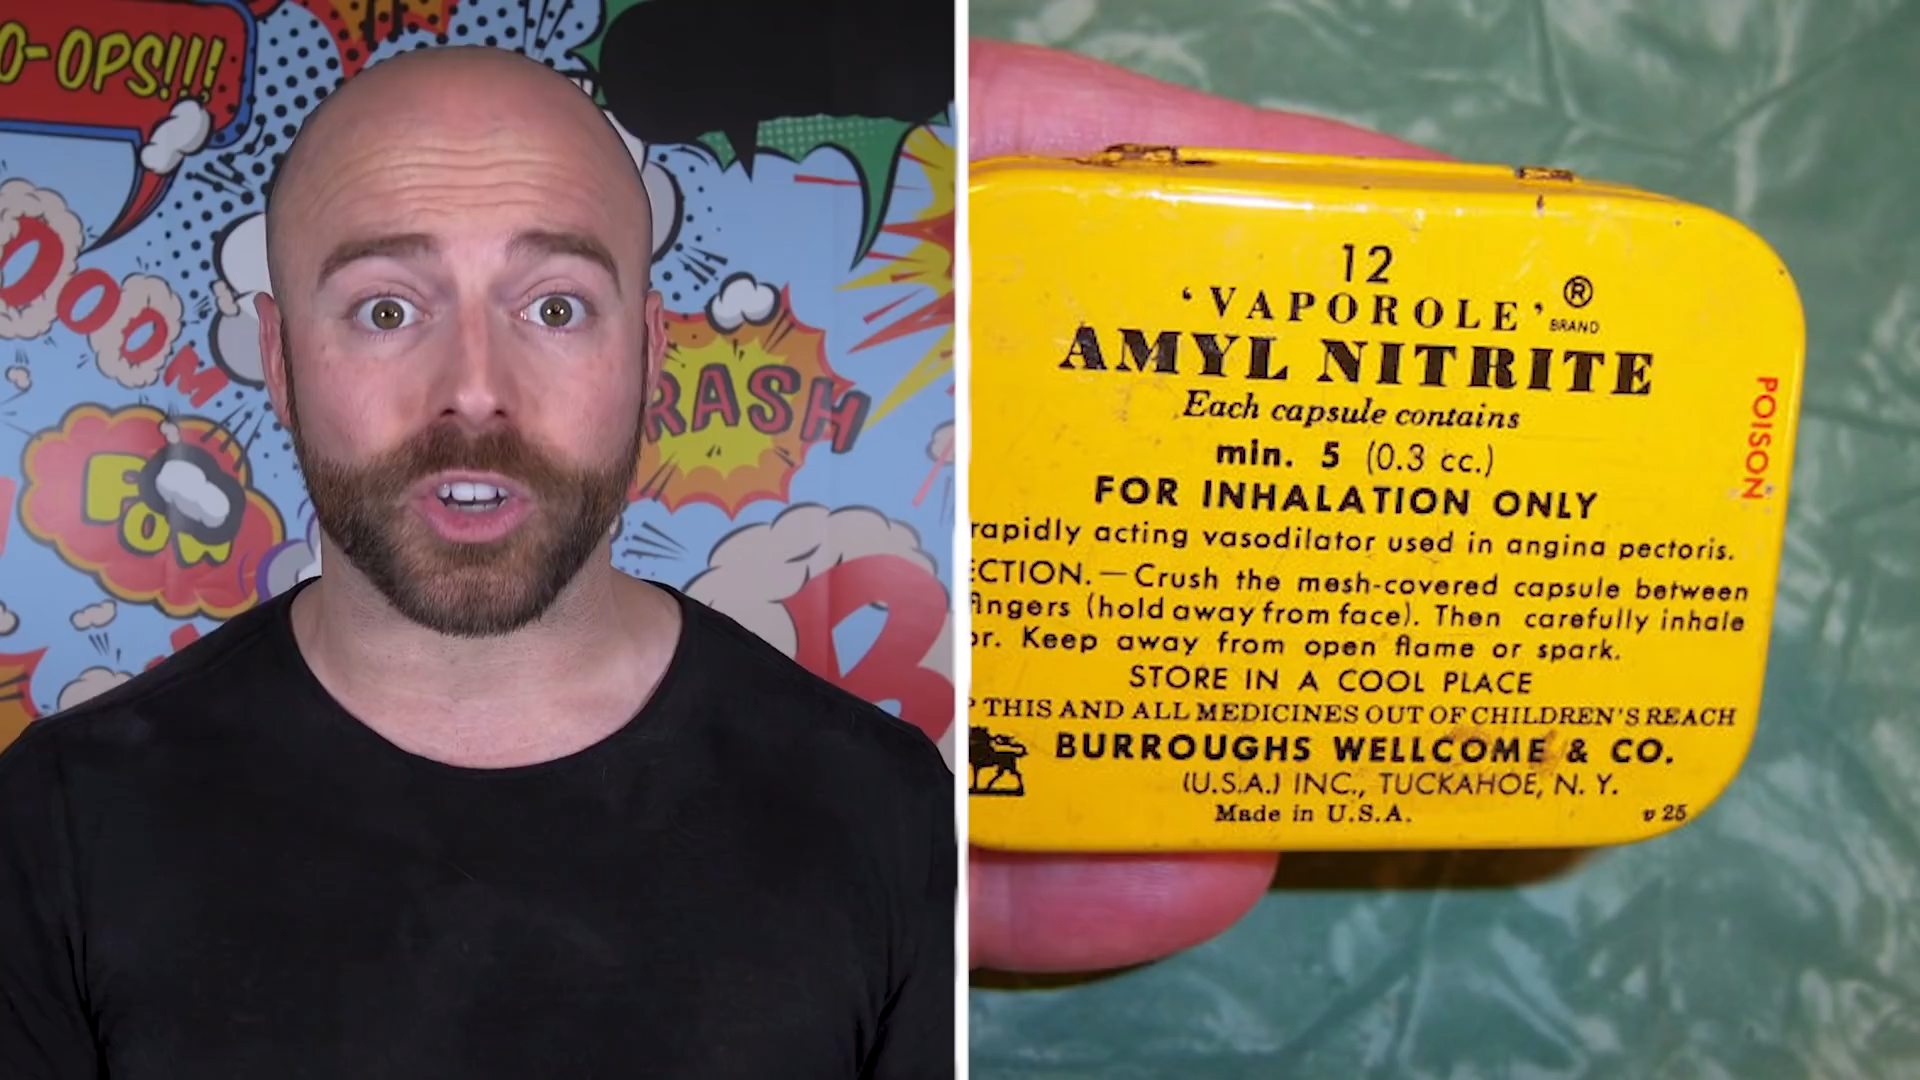 O-OPS!!!
OOOM
POW
RASH
12
'VAPOROLE'® BRAND
AMYL NITRITE
Each capsule contains
min. 5 (0.3 cc.)
FOR INHALATION ONLY
rapidly acting vasodilator used in angina pectoris.
ECTION.—Crush the mesh-covered capsule between
fingers (hold away from face). Then carefully inhale
or. Keep away from open flame or spark.
STORE IN A COOL PLACE
THIS AND ALL MEDICINES OUT OF CHILDREN'S REACH
BURROUGHS WELLCOME & CO.
(U.S.A.) INC., TUCKAHOE, N. Y.
Made in U.S.A.
v 25
POISON